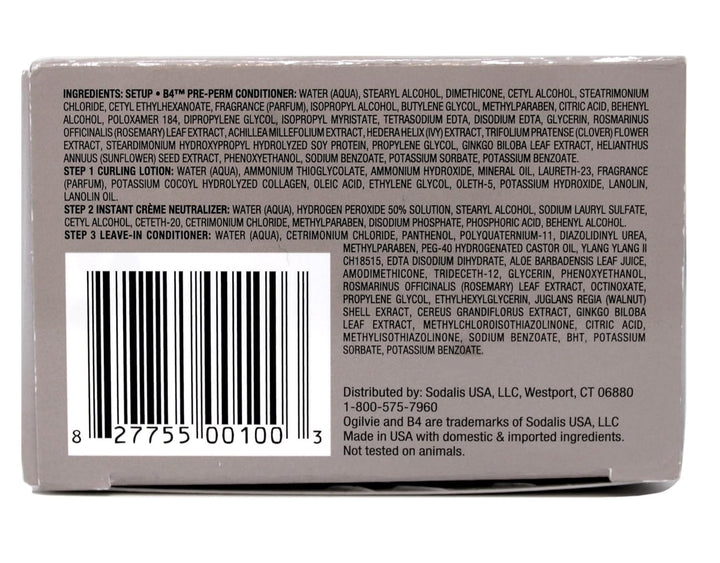 INGREDIENTS: SETUP • B4™ PRE-PERM CONDITIONER: WATER (AQUA), STEARYL ALCOHOL, DIMETHICONE, CETYL ALCOHOL, STEATRIMONIUM
CHLORIDE, CETYL ETHYLHEXANOATE, FRAGRANCE (PARFUM), ISOPROPYL ALCOHOL, BUTYLENE GLYCOL, METHYLPARABEN, CITRIC ACID, BEHENYL
ALCOHOL, POLOXAMER 184, DIPROPYLENE GLYCOL, ISOPROPYL MYRISTATE, TETRASODIUM EDTA, DISODIUM EDTA, GLYCERIN, ROSMARINUS
OFFICINALIS (ROSEMARY) LEAF EXTRACT, ACHILLEA MILLEFOLIUM EXTRACT, HEDERA HELIX (IVY) EXTRACT, TRIFOLIUM PRATENSE (CLOVER) FLOWER
EXTRACT, STEARDIMONIUM HYDROXYPROPYL HYDROLYZED SOY PROTEIN, PROPYLENE GLYCOL, GINKGO BILOBA LEAF EXTRACT, HELIANTHUS
ANNUUS (SUNFLOWER) SEED EXTRACT, PHENOXYETHANOL, SODIUM BENZOATE, POTASSIUM SORBATE, POTASSIUM BENZOATE.
STEP 1 CURLING LOTION: WATER (AQUA), AMMONIUM THIOGLYCOLATE, AMMONIUM HYDROXIDE, MINERAL OIL, LAURETH-23, FRAGRANCE
(PARFUM), POTASSIUM COCOYL HYDROLYZED COLLAGEN, OLEIC ACID, ETHYLENE GLYCOL, OLETH-5, POTASSIUM HYDROXIDE, LANOLIN,
LANOLIN OIL.
STEP 2 INSTANT CRÈME NEUTRALIZER: WATER (AQUA), HYDROGEN PEROXIDE 50% SOLUTION, STEARYL ALCOHOL, SODIUM LAURYL SULFATE,
CETYL ALCOHOL, CETETH-20, CETRIMONIUM CHLORIDE, METHYLPARABEN, DISODIUM PHOSPHATE, PHOSPHORIC ACID, BEHENYL ALCOHOL.
STEP 3 LEAVE-IN CONDITIONER: WATER (AQUA), CETRIMONIUM CHLORIDE, PANTHENOL, POLYQUATERNIUM-11, DIAZOLIDINYL UREA,
METHYLPARABEN, PEG-40 HYDROGENATED CASTOR OIL, YLANG YLANG II
CH18515, EDTA DISODIUM DIHYDRATE, ALOE BARBADENSIS LEAF JUICE,
AMODIMETHICONE, TRIDECETH-12, GLYCERIN, PHENOXYETHANOL,
ROSMARINUS OFFICINALIS (ROSEMARY) LEAF EXTRACT, OCTINOXATE,
PROPYLENE GLYCOL, ETHYLHEXYLGLYCERIN, JUGLANS REGIA (WALNUT)
SHELL EXRACT, CEREUS GRANDIFLORUS EXTRACT, GINKGO BILOBA
LEAF EXTRACT, METHYLCHLOROISOTHIAZOLINONE, CITRIC ACID,
METHYLISOTHIAZOLINONE, SODIUM BENZOATE, BHT, POTASSIUM
SORBATE, POTASSIUM BENZOATE.
8 27755 00100 3
Distributed by: Sodalis USA, LLC, Westport, CT 06880
1-800-575-7960
Ogilvie and B4 are trademarks of Sodalis USA, LLC
Made in USA with domestic & imported ingredients.
Not tested on animals.